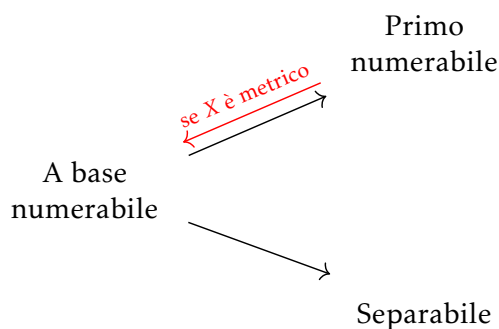 Primo
numerabile
se X è metrico
A base
numerabile
Separabile